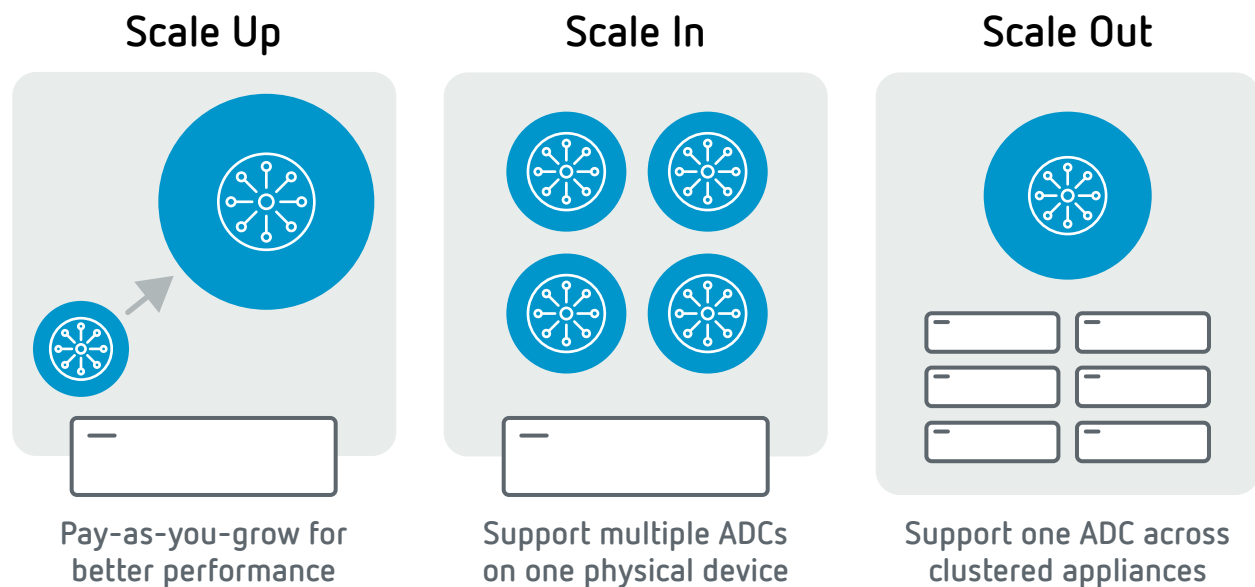 Scale Up
Scale In
Scale Out
Pay-as-you-grow for
better performance
Support multiple ADCs
on one physical device
Support one ADC across
clustered appliances